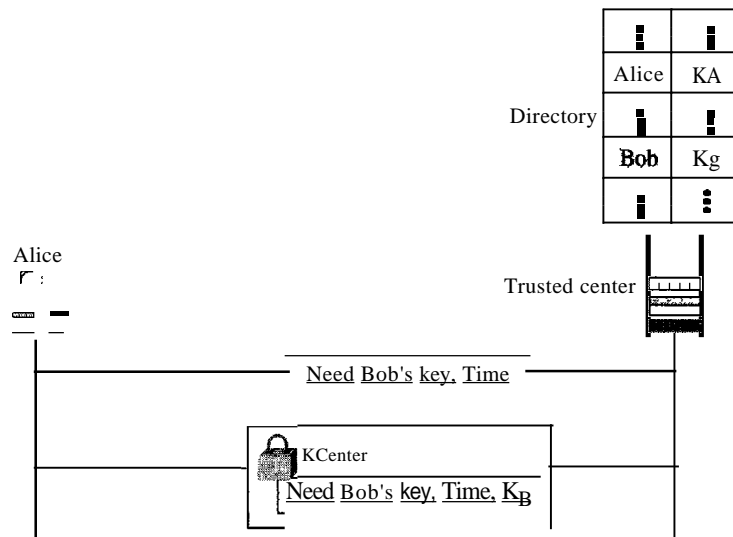 Alice KA
Directory
Bob Kg
Alice
Trusted center
Need Bob's key, Time
KCenter
Need Bob's key, Time, KB